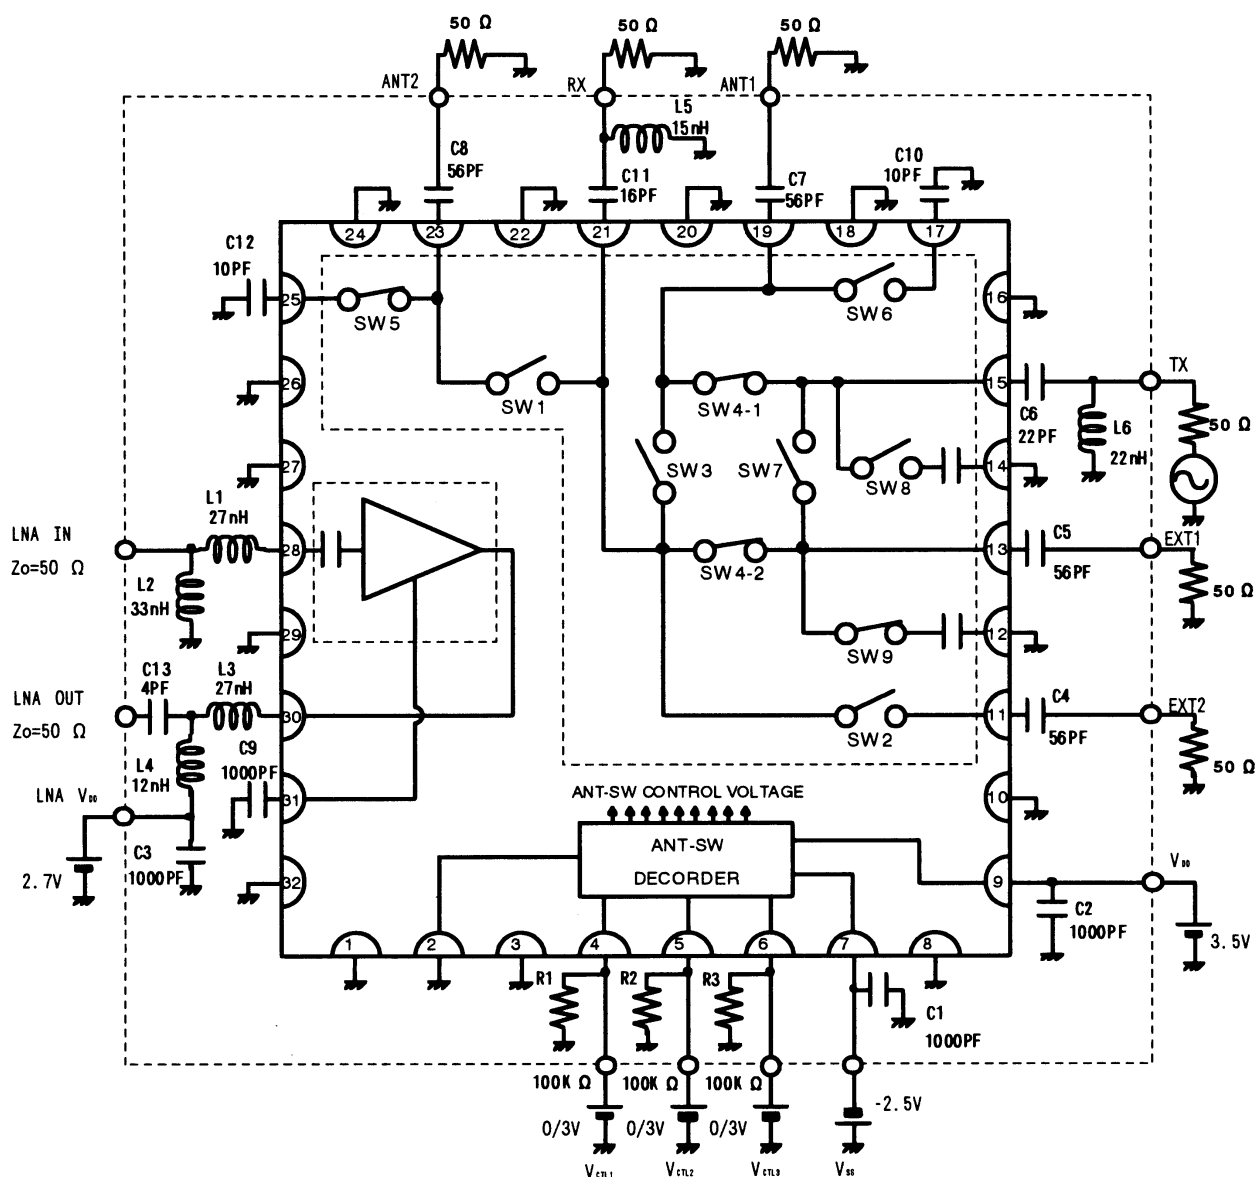 50 Ω
50 Ω
50 Ω
ANT2
RX
ANT1
L5
15nH
C8
56PF
C11
16PF
C7
56PF
C10
10PF
24
23
22
21
20
19
18
17
C12
10PF
25
SW5
SW6
16
26
SW1
SW4-1
15
TX
C6
22PF
L6
22nH
50 Ω
27
SW3
SW7
SW8
14
L1
27nH
LNA IN
Zo=50 Ω
28
L2
33nH
SW4-2
13
C5
56PF
EXT1
50 Ω
29
SW9
12
C13
4PF
L3
27nH
LNA OUT
Zo=50 Ω
30
SW2
11
C4
56PF
EXT2
50 Ω
L4
12nH
C9
1000PF
31
10
LNA VDD
2.7V
C3
1000PF
32
ANT-SW CONTROL VOLTAGE
ANT-SW
DECORDER
9
VDD
C2
1000PF
3.5V
1
2
3
4
5
6
7
8
R1
R2
R3
C1
1000PF
100K Ω
100K Ω
100K Ω
0/3V
0/3V
0/3V
-2.5V
VCTL1
VCTL2
VCTL3
VSS